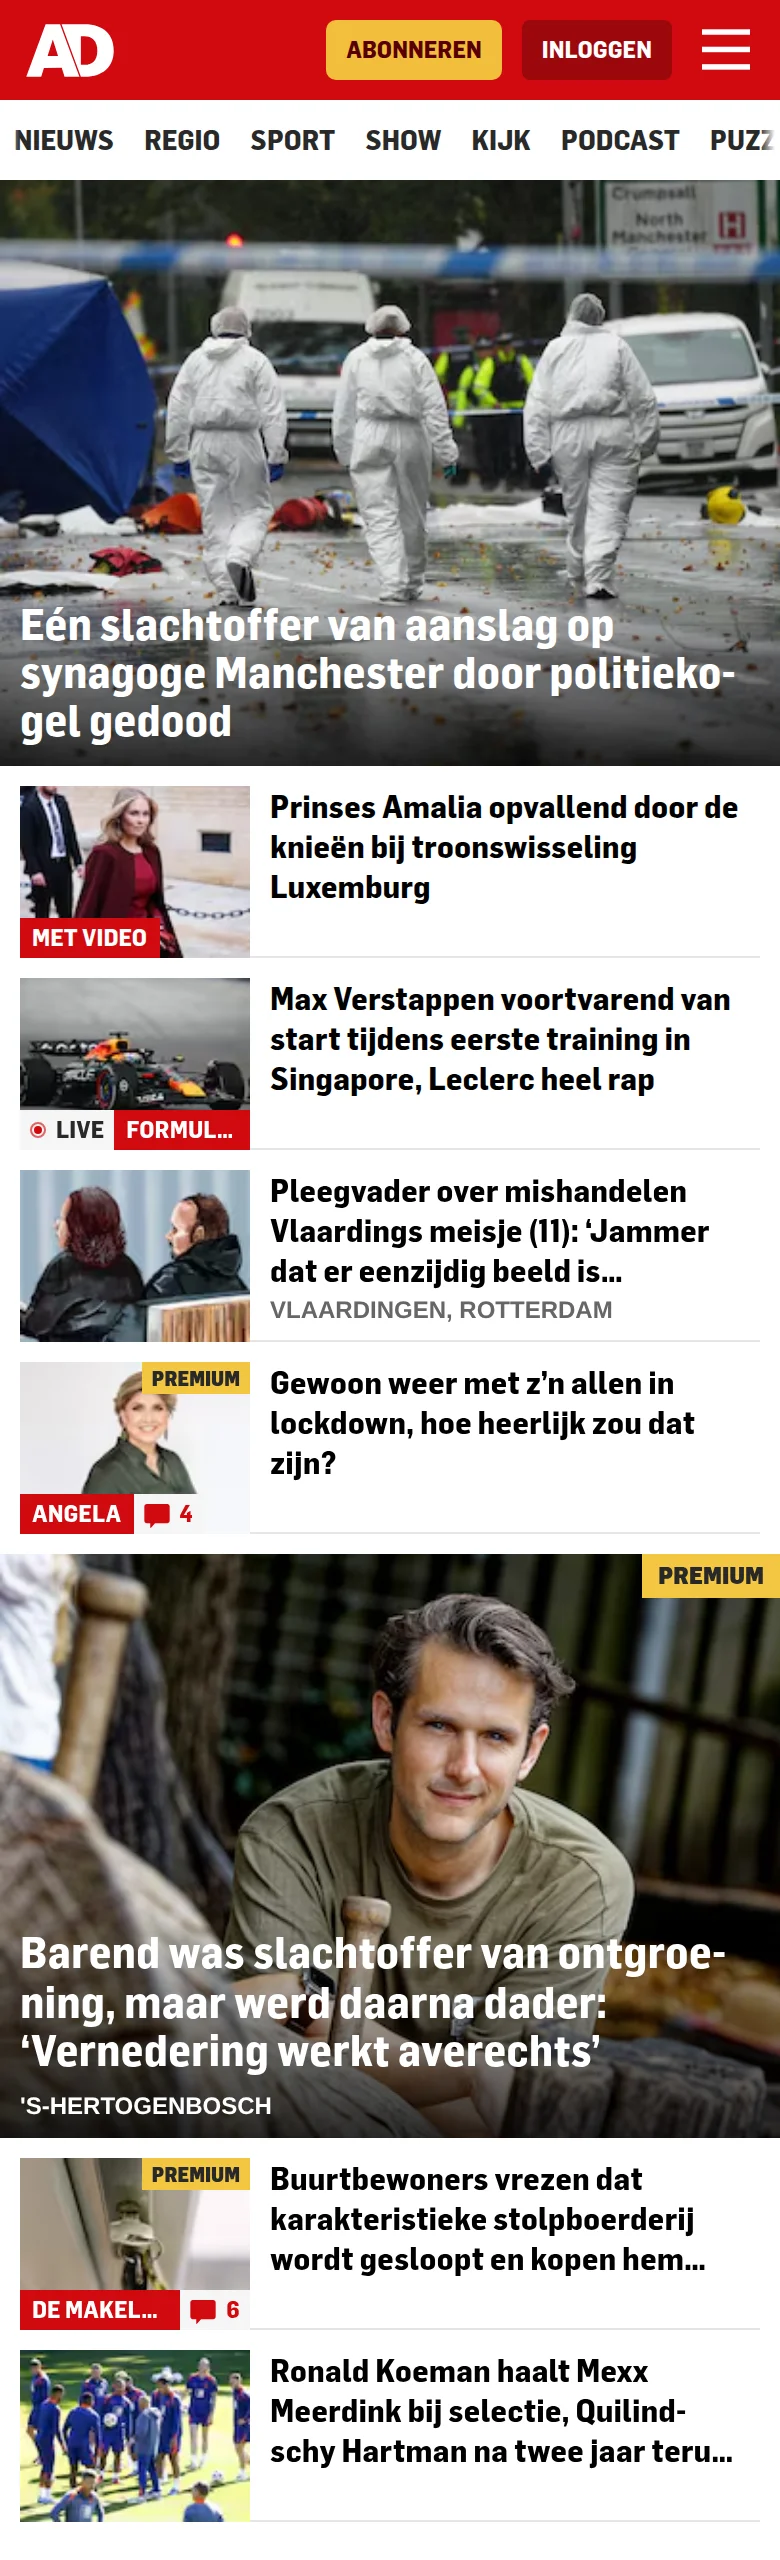 AD
ABONNEREN
INLOGGEN
NIEUWS REGIO SPORT SHOW KIJK PODCAST PUZZ
Crumpsall
North
Manchester
H
Eén slachtoffer van aanslag op
synagoge Manchester door politieko-
gel gedood
Prinses Amalia opvallend door de
knieën bij troonswisseling
Luxemburg
MET VIDEO
Max Verstappen voortvarend van
start tijdens eerste training in
Singapore, Leclerc heel rap
LIVE FORMUL...
Pleegvader over mishandelen
Vlaardings meisje (11): ‘Jammer
dat er eenzijdig beeld is...
VLAARDINGEN, ROTTERDAM
PREMIUM
Gewoon weer met z’n allen in
lockdown, hoe heerlijk zou dat
zijn?
ANGELA 4
PREMIUM
Barend was slachtoffer van ontgroe-
ning, maar werd daarna dader:
‘Vernedering werkt averechts’
'S-HERTOGENBOSCH
PREMIUM
Buurtbewoners vrezen dat
karakteristieke stolpboerderij
wordt gesloopt en kopen hem...
DE MAKEL... 6
Ronald Koeman haalt Mexx
Meerdink bij selectie, Quilind-
schy Hartman na twee jaar teru...